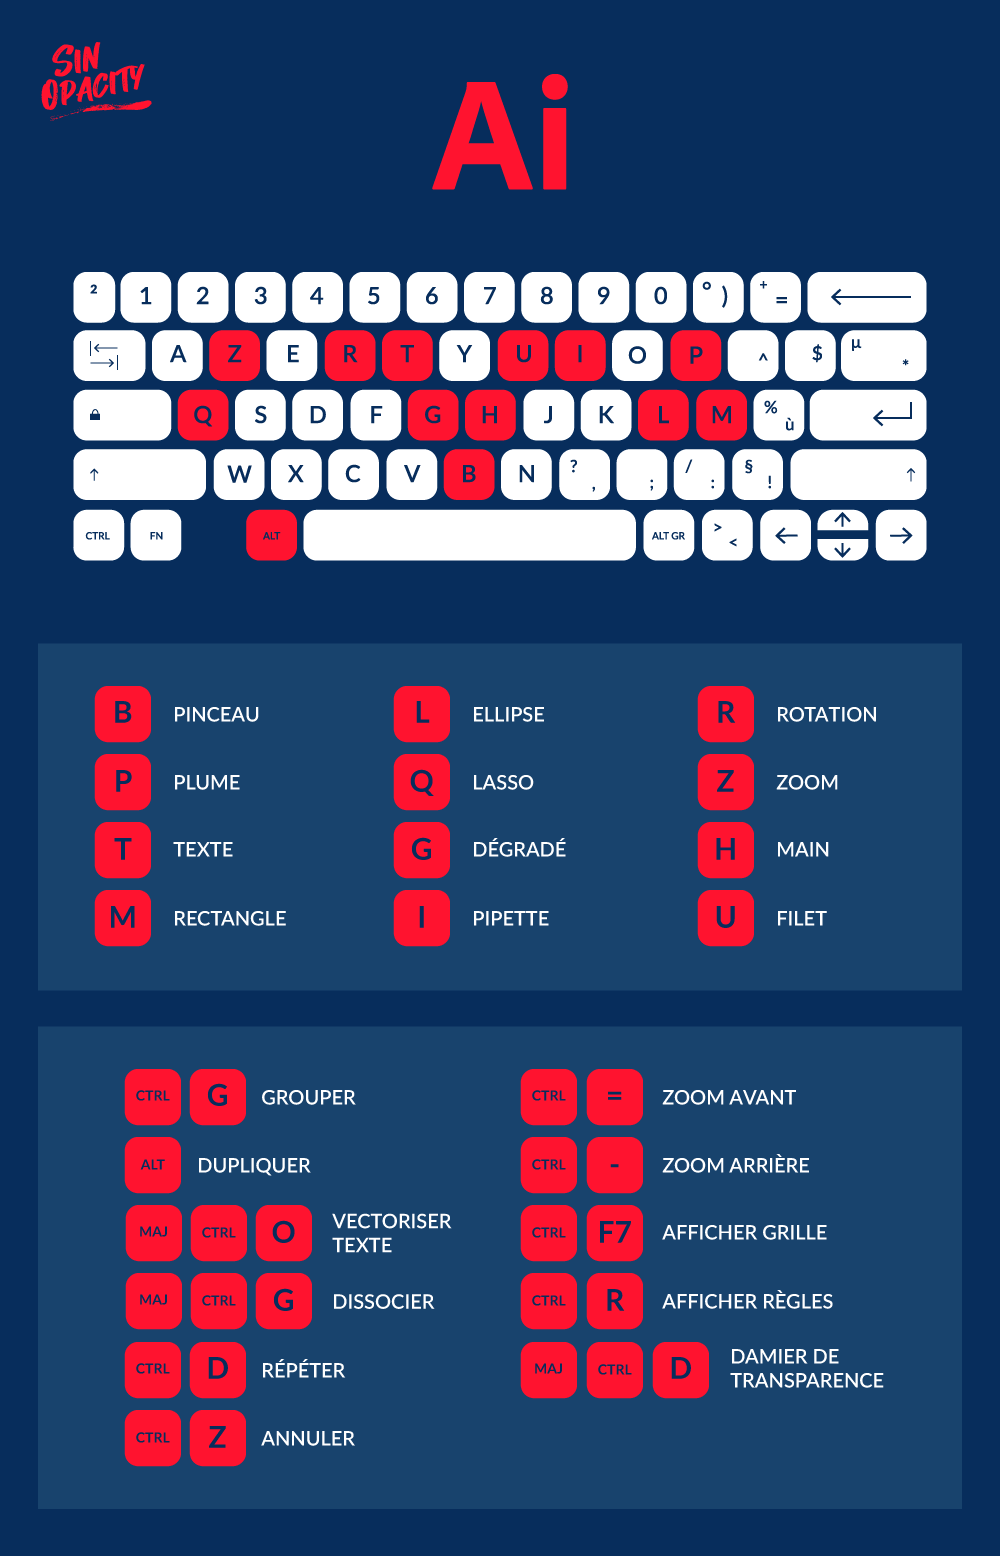 SIN
OPACITY
Ai
² 1 2 3 4 5 6 7 8 9 0 ° ) + =
A Z E R T Y U I O P ^ $ µ *
Q S D F G H J K L M % ù
W X C V B N ? , ; / : § !
CTRL FN ALT ALT GR > <
B PINCEAU L ELLIPSE R ROTATION
P PLUME Q LASSO Z ZOOM
T TEXTE G DÉGRADÉ H MAIN
M RECTANGLE I PIPETTE U FILET
CTRL G GROUPER CTRL = ZOOM AVANT
ALT DUPLIQUER CTRL - ZOOM ARRIÈRE
MAJ CTRL O VECTORISER
TEXTE
CTRL F7 AFFICHER GRILLE
MAJ CTRL G DISSOCIER CTRL R AFFICHER RÈGLES
CTRL D RÉPÉTER MAJ CTRL D DAMIER DE
TRANSPARENCE
CTRL Z ANNULER